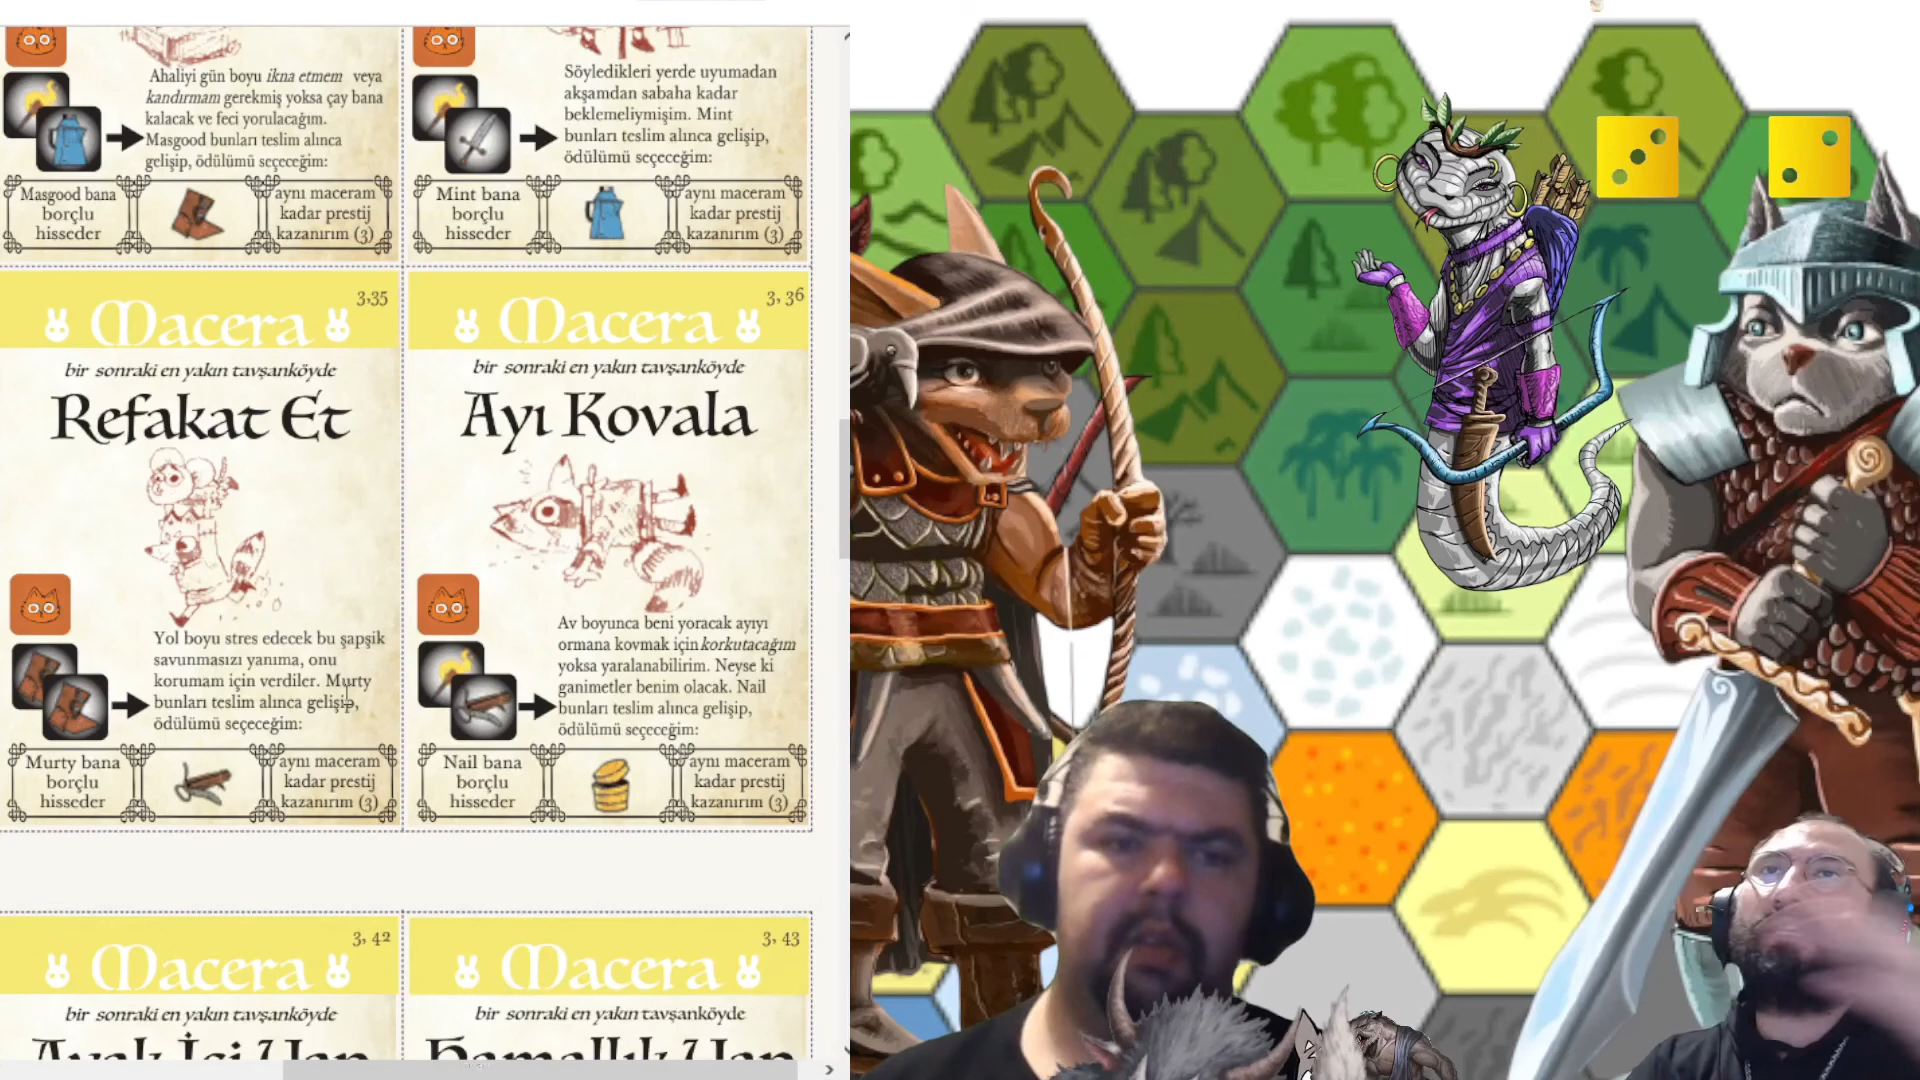 Ahaliyi gün boyu ikna etmem veya
kandırmam gerekmiş yoksa çay bana
kalacak ve feci yorulacağım.
Masgood bunları teslim alınca
gelişip, ödülümü seçeceğim:
Masgood bana
borçlu
hisseder
aynı maceram
kadar prestij
kazanırım (3)
Söyledikleri yerde uyumadan
akşamdan sabaha kadar
beklemeliymişim. Mint
bunları teslim alınca gelişip,
ödülümü seçeceğim:
Mint bana
borçlu
hisseder
aynı maceram
kadar prestij
kazanırım (3)
3,35
Macera
bir sonraki en yakın tavşanköyde
Refakat Et
Yol boyu stres edecek bu şapşik
savunmasızı yanıma, onu
korumam için verdiler. Murty
bunları teslim alınca gelişip,
ödülümü seçeceğim:
Murty bana
borçlu
hisseder
aynı maceram
kadar prestij
kazanırım (3)
3, 36
Macera
bir sonraki en yakın tavşanköyde
Ayı Kovala
Av boyunca beni yoracak ayıyı
ormana kovmak için korkutacağım
yoksa yaralanabilirim. Neyse ki
ganimetler benim olacak. Nail
bunları teslim alınca gelişip,
ödülümü seçeceğim:
Nail bana
borçlu
hisseder
aynı maceram
kadar prestij
kazanırım (3)
3, 42
Macera
bir sonraki en yakın tavşanköyde
Ayak İşi Yap
3, 43
Macera
bir sonraki en yakın tavşanköyde
Hamallık Yap